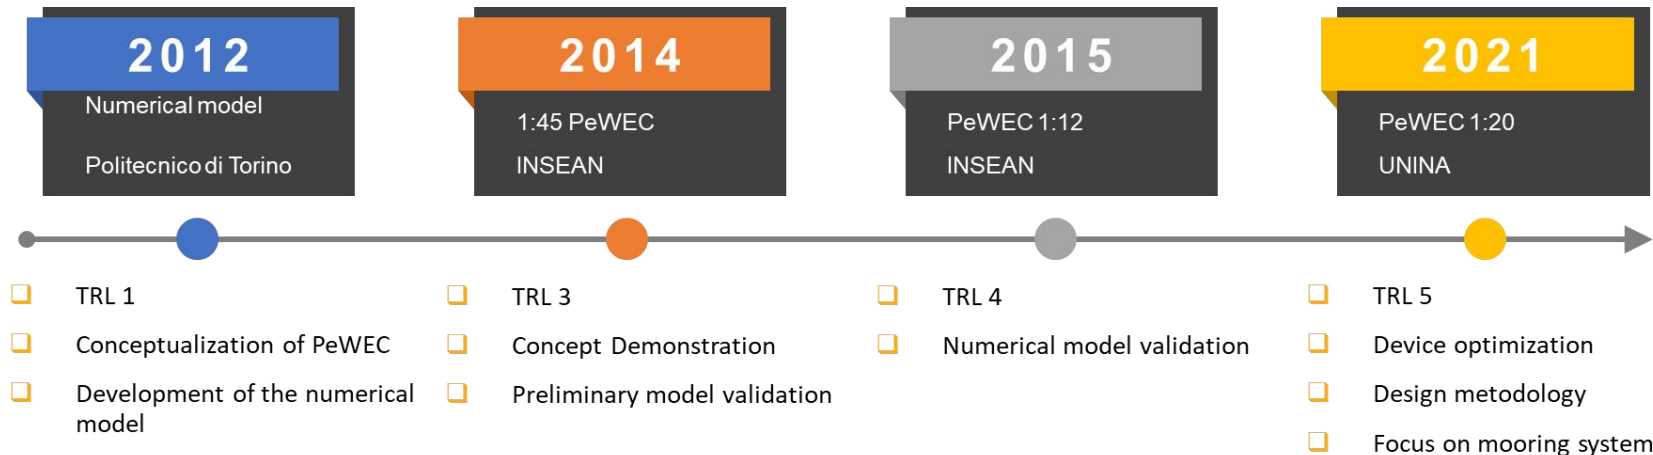 2012
Numerical model
Politecnico di Torino
TRL 1
Conceptualization of PeWEC
Development of the numerical
model
2014
1:45 PeWEC
INSEAN
TRL 3
Concept Demonstration
Preliminary model validation
2015
PeWEC 1:12
INSEAN
TRL 4
Numerical model validation
2021
PeWEC 1:20
UNINA
TRL 5
Device optimization
Design metodology
Focus on mooring system